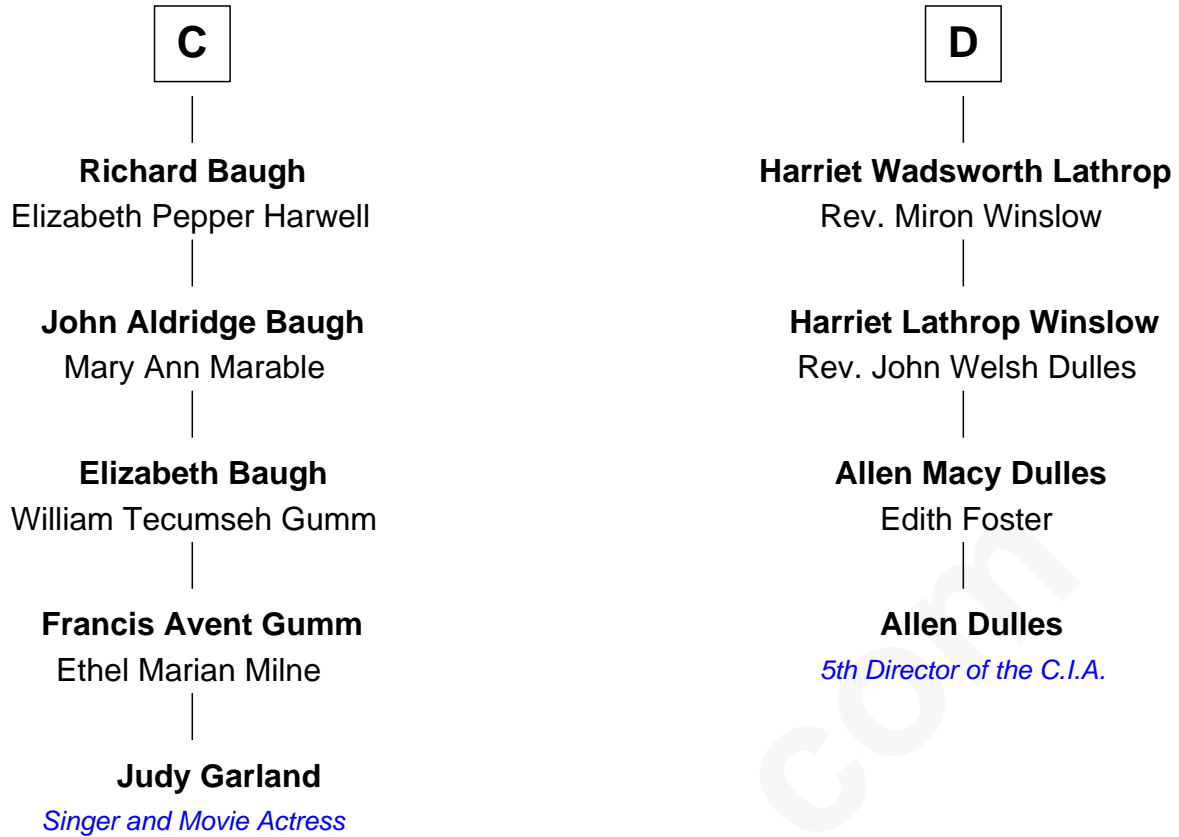 C
Richard Baugh
Elizabeth Pepper Harwell
John Aldridge Baugh
Mary Ann Marable
Elizabeth Baugh
William Tecumseh Gumm
Francis Avent Gumm
Ethel Marian Milne
Judy Garland
Singer and Movie Actress
D
Harriet Wadsworth Lathrop
Rev. Miron Winslow
Harriet Lathrop Winslow
Rev. John Welsh Dulles
Allen Macy Dulles
Edith Foster
Allen Dulles
5th Director of the C.I.A.
com